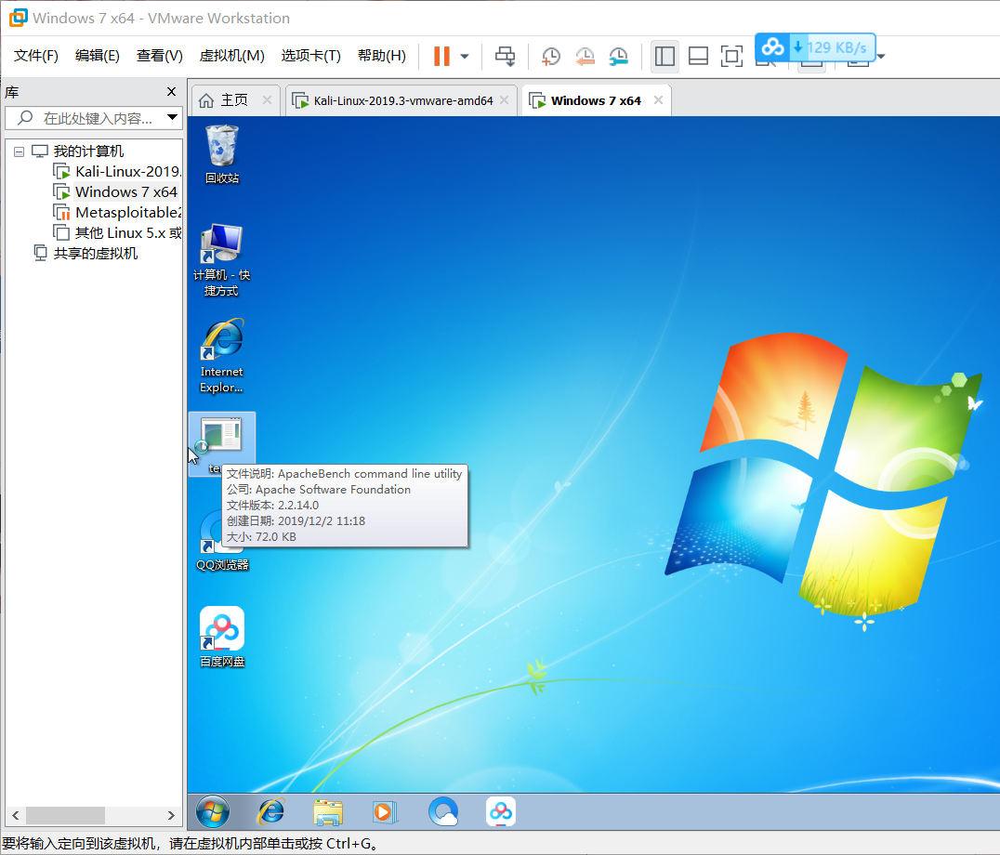 Windows 7 x64 - VMware Workstation
文件(F) 编辑(E) 查看(V) 虚拟机(M) 选项卡(T) 帮助(H)
129 KB/s
库
在此处键入内容...
我的计算机
Kali-Linux-2019.
Windows 7 x64
Metasploitable2
其他 Linux 5.x 或
共享的虚拟机
主页
Kali-Linux-2019.3-vmware-amd64
Windows 7 x64
回收站
计算机 - 快
捷方式
Internet
Explor...
文件说明: ApacheBench command line utility
公司: Apache Software Foundation
文件版本: 2.2.14.0
创建日期: 2019/12/2 11:18
大小: 72.0 KB
QQ浏览器
百度网盘
要将输入定向到该虚拟机，请在虚拟机内部单击或按 Ctrl+G。